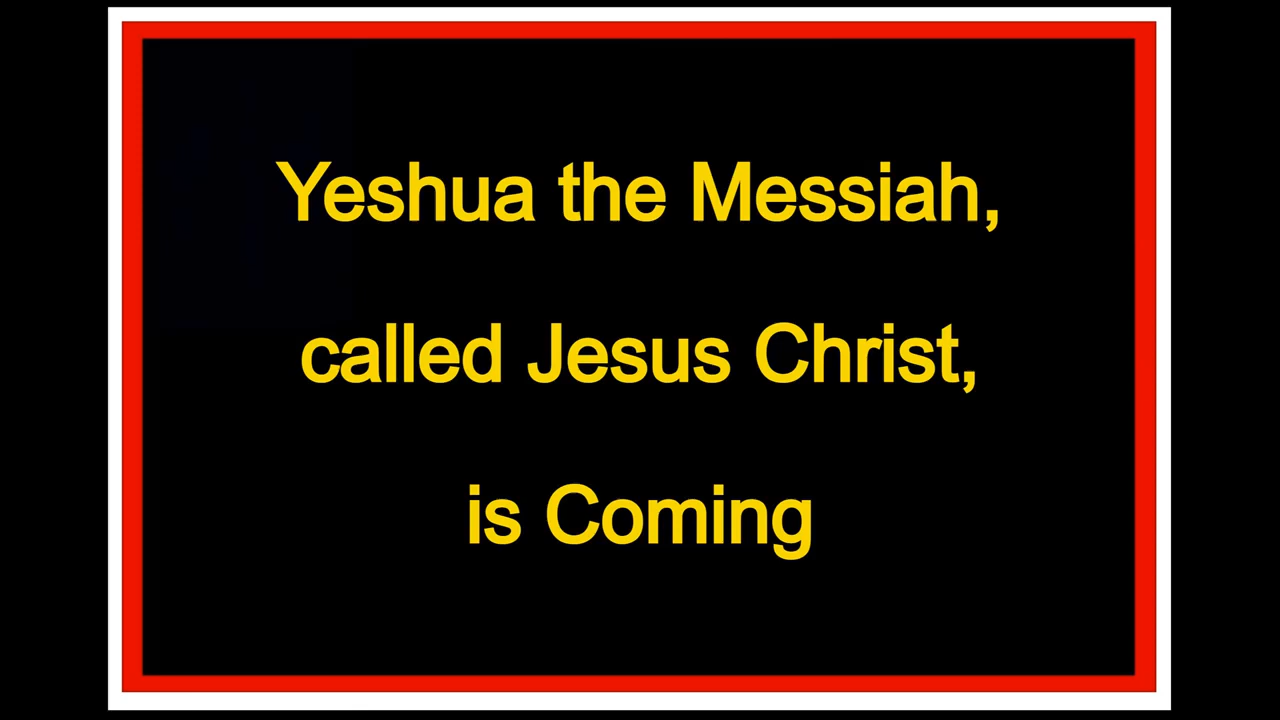 Yeshua the Messiah,
called Jesus Christ,
is Coming